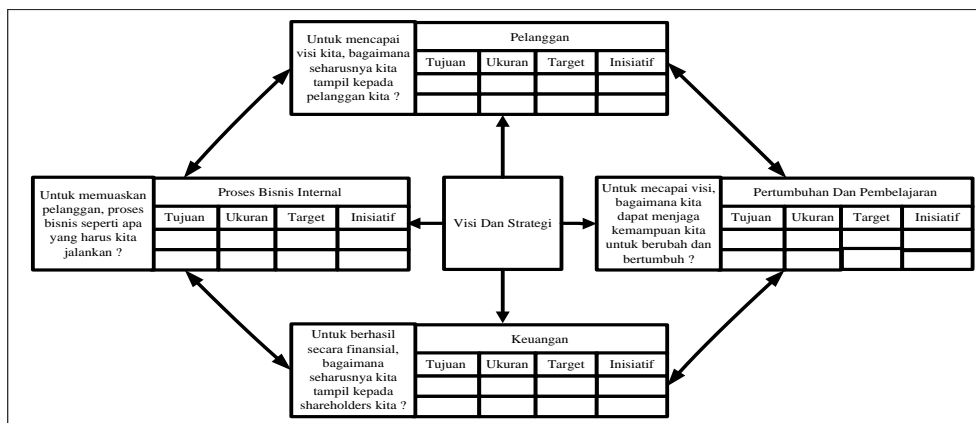 Untuk mencapai
visi kita, bagaimana
seharusnya kita
tampil kepada
pelanggan kita ?
Pelanggan
Tujuan Ukuran Target Inisiatif
Untuk memuaskan
pelanggan, proses
bisnis seperti apa
yang harus kita
jalankan ?
Proses Bisnis Internal
Tujuan Ukuran Target Inisiatif
Visi Dan Strategi
Untuk mecapai visi,
bagaimana kita
dapat menjaga
kemampuan kita
untuk berubah dan
bertumbuh ?
Pertumbuhan Dan Pembelajaran
Tujuan Ukuran Target Inisiatif
Untuk berhasil
secara finansial,
bagaimana
seharusnya kita
tampil kepada
shareholders kita ?
Keuangan
Tujuan Ukuran Target Inisiatif